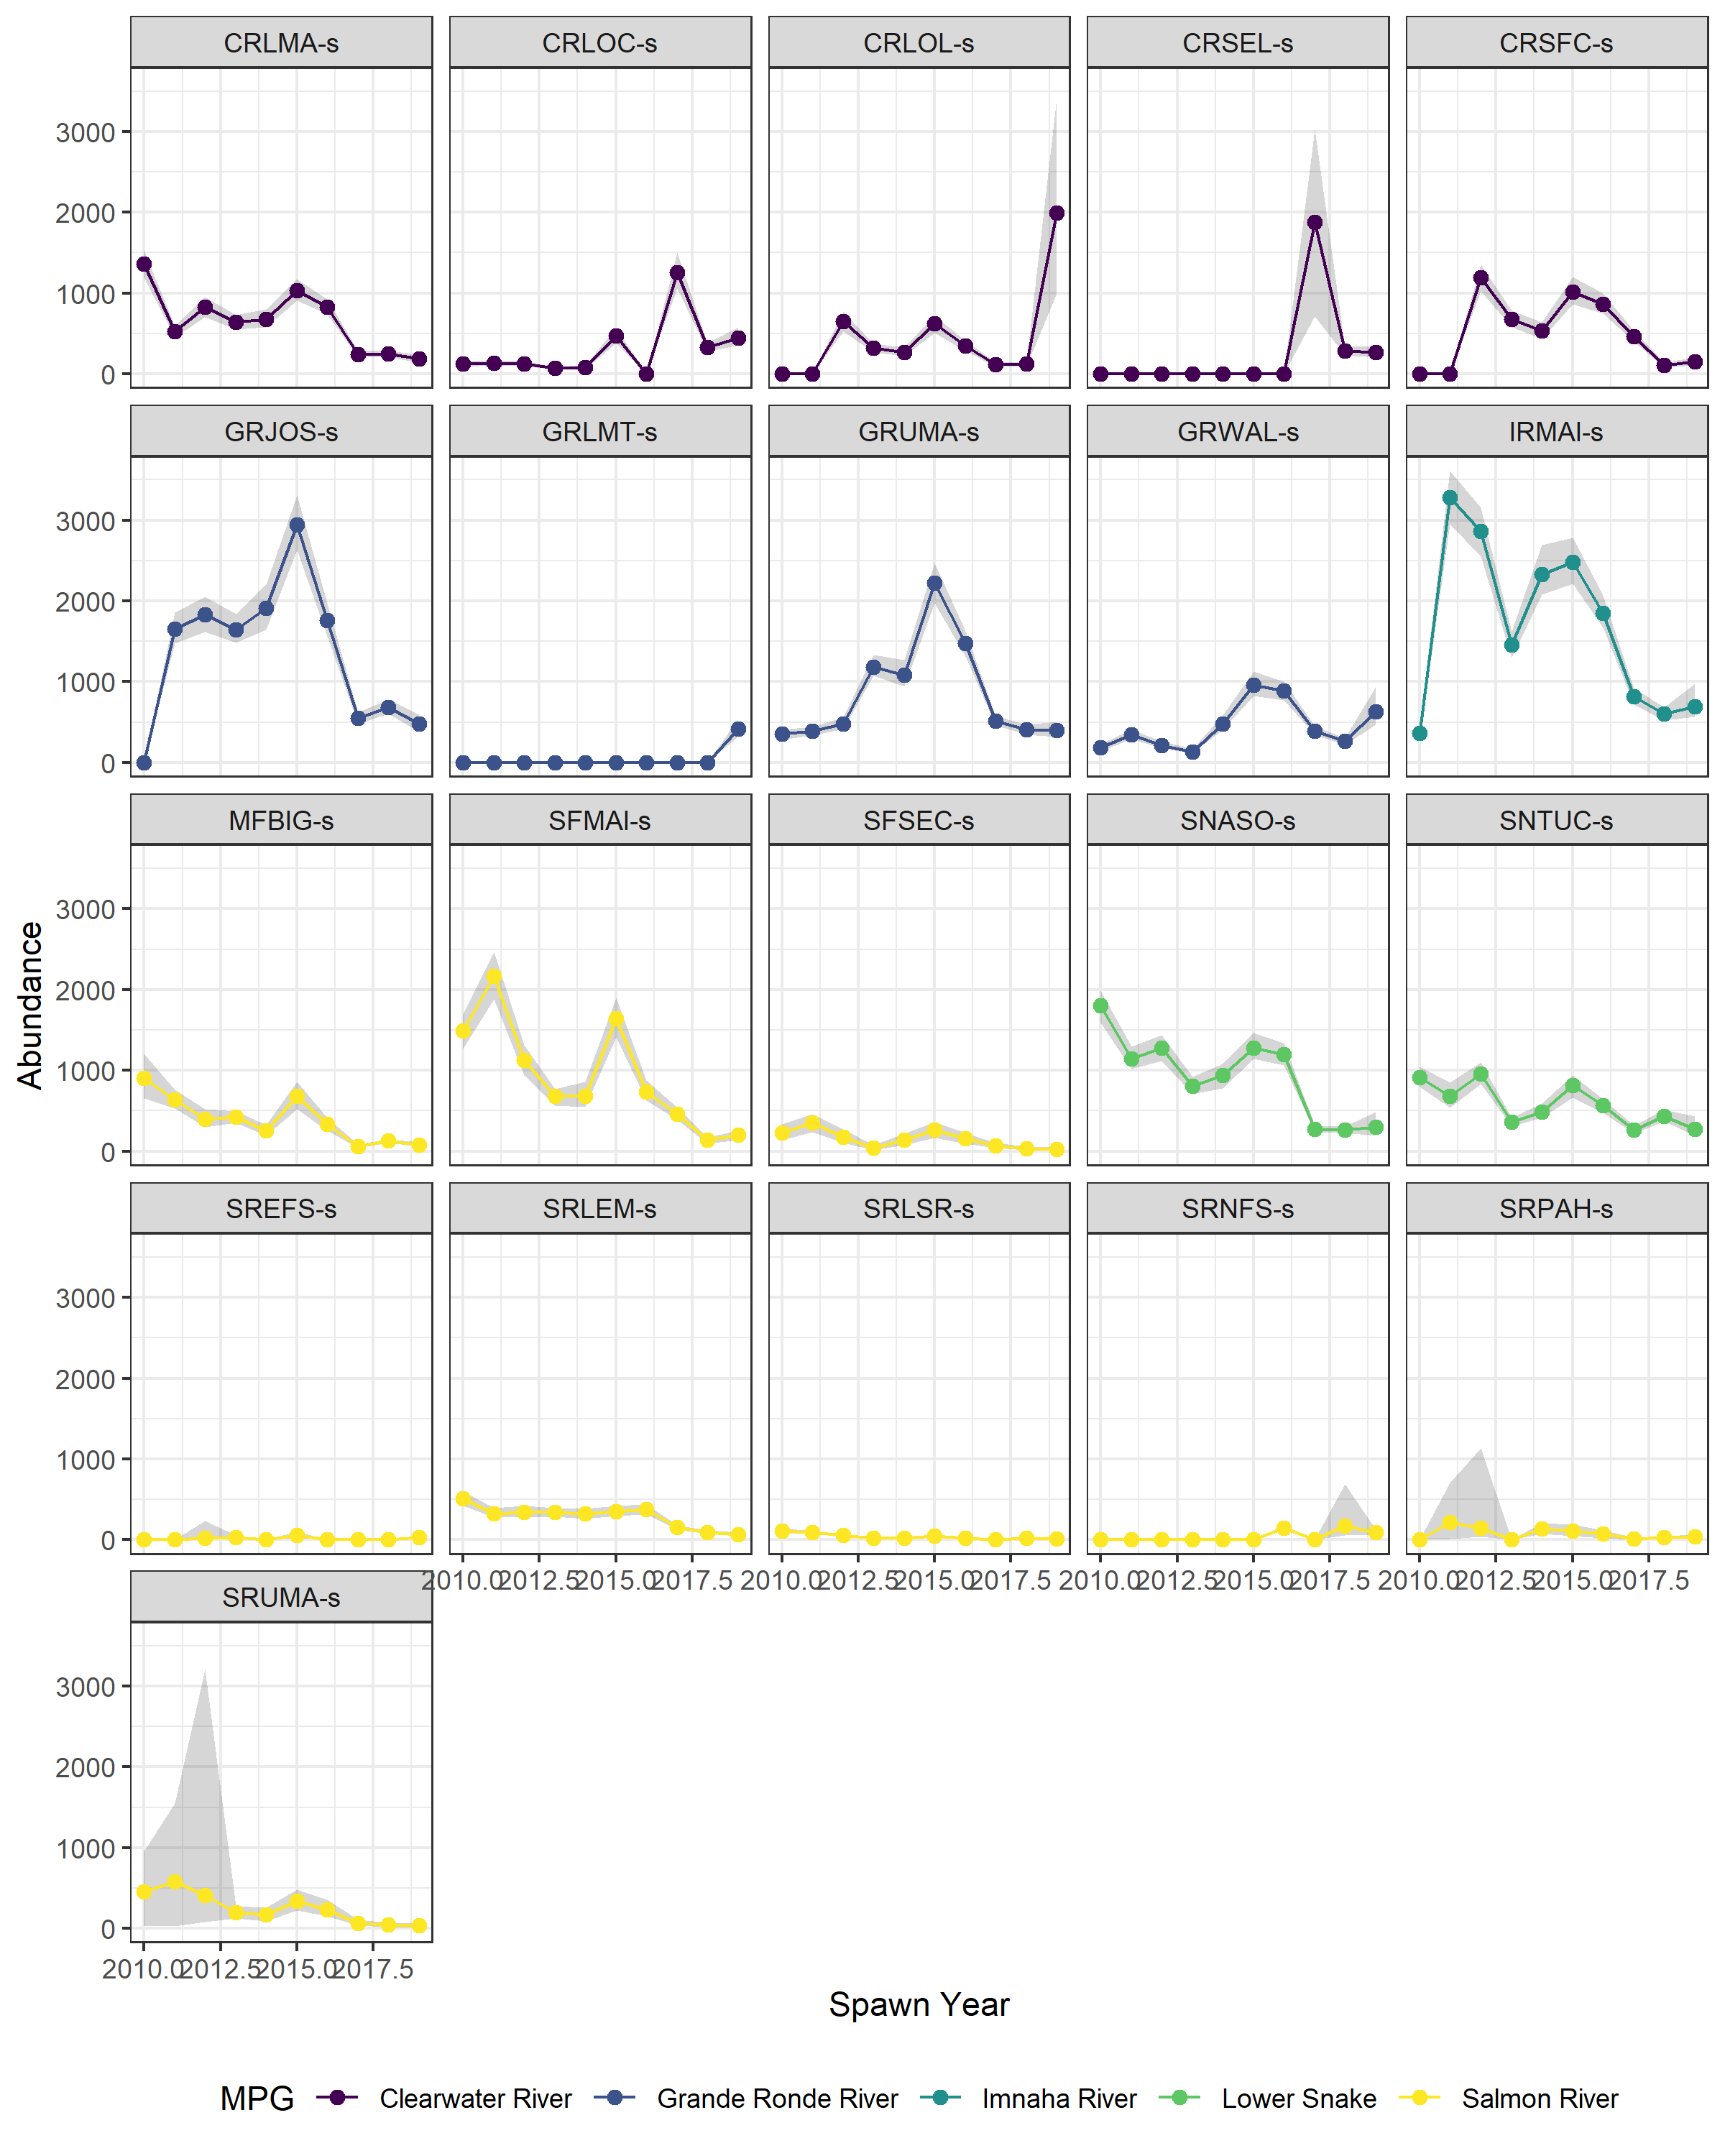 CRLMA-s CRLOC-s CRLOL-s CRSEL-s CRSFC-s
3000
2000
1000
0
GRJOS-s GRLMT-s GRUMA-s GRWAL-s IRMAI-s
3000
2000
1000
0
MFBIG-s SFMAI-s SFSEC-s SNASO-s SNTUC-s
3000
2000
1000
0
Abundance
SREFS-s SRLEM-s SRLSR-s SRNFS-s SRPAH-s
3000
2000
1000
0
2010.0 2012.5 2015.0 2017.5 2010.0 2012.5 2015.0 2017.5 2010.0 2012.5 2015.0 2017.5 2010.0 2012.5 2015.0 2017.5
SRUMA-s
3000
2000
1000
0
2010.0 2012.5 2015.0 2017.5
Spawn Year
MPG Clearwater River Grande Ronde River Imnaha River Lower Snake Salmon River